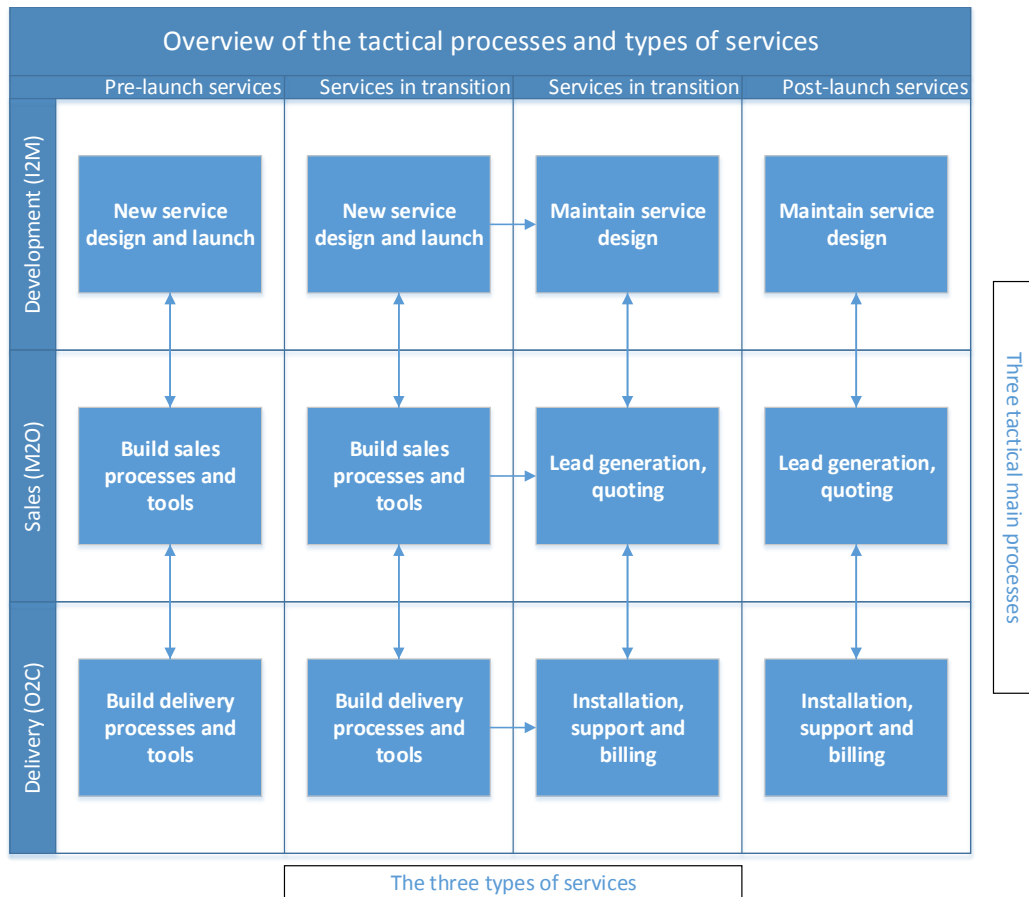 Overview of the tactical processes and types of services
Pre-launch services
Services in transition
Services in transition
Post-launch services
Development (I2M)
New service
design and launch
New service
design and launch
Maintain service
design
Maintain service
design
Sales (M2O)
Build sales
processes and
tools
Build sales
processes and
tools
Lead generation,
quoting
Lead generation,
quoting
Delivery (O2C)
Build delivery
processes and
tools
Build delivery
processes and
tools
Installation,
support and
billing
Installation,
support and
billing
Three tactical main processes
The three types of services